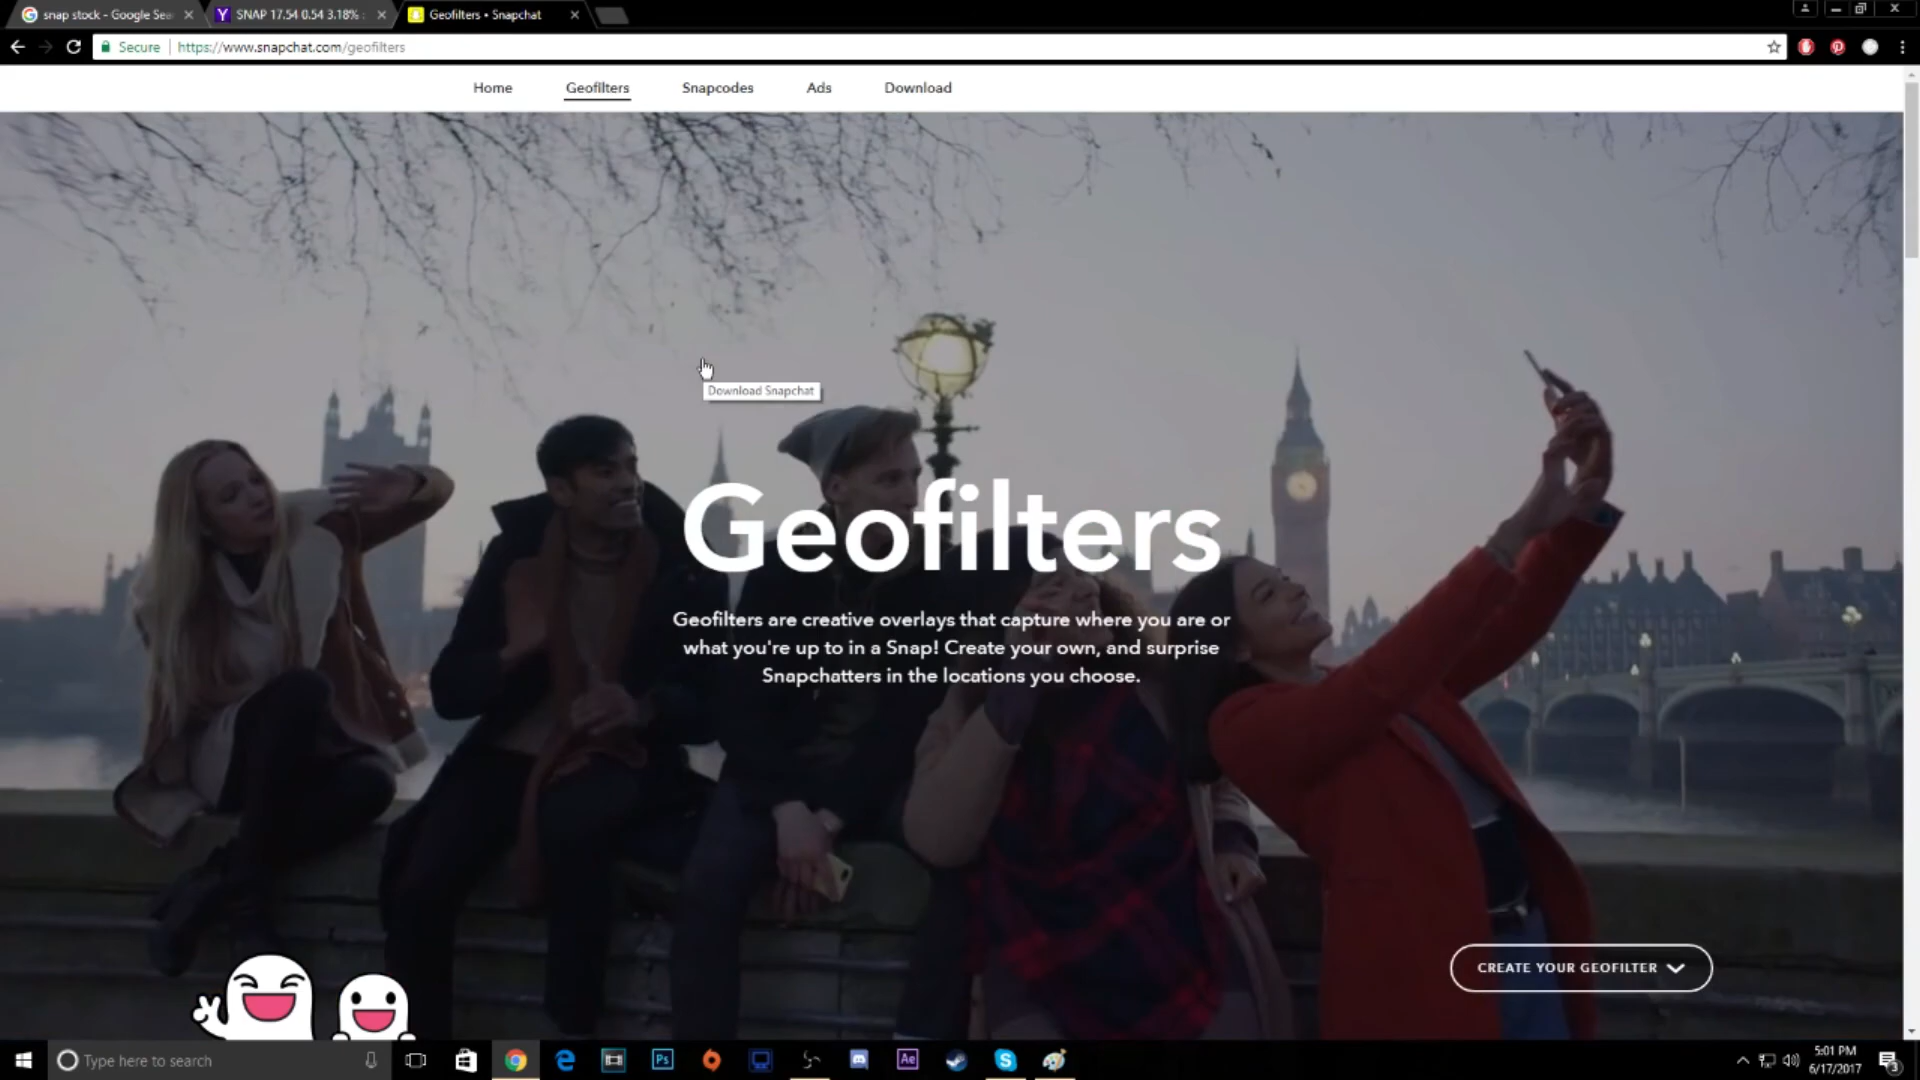 snap stock - Google Sea
SNAP 17.54 0.54 3.18% :
Geofilters • Snapchat
Secure
https://www.snapchat.com/geofilters
Home
Geofilters
Snapcodes
Ads
Download
Download Snapchat
Geofilters
Geofilters are creative overlays that capture where you are or
what you're up to in a Snap! Create your own, and surprise
Snapchatters in the locations you choose.
CREATE YOUR GEOFILTER
Type here to search
Ps
Ae
5:01 PM
6/17/2017
3